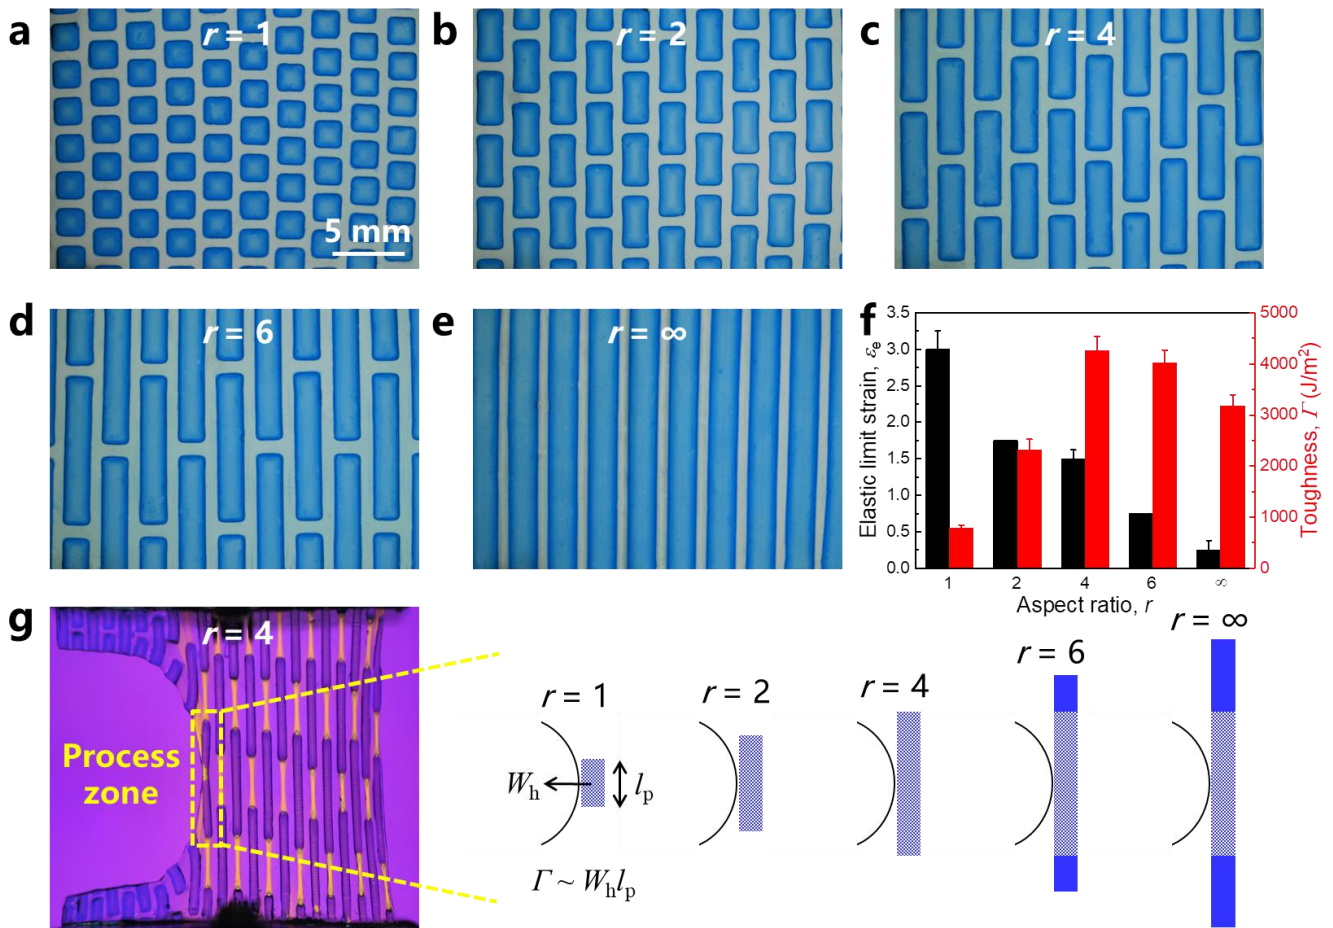 a
r = 1
5 mm
b
r = 2
c
r = 4
d
r = 6
e
r = ∞
f
3.5
3.0
2.5
2.0
1.5
1.0
0.5
0.0
Elastic limit strain, εe
5000
4000
3000
2000
1000
0
Toughness, Γ (J/m²)
1 2 4 6 ∞
Aspect ratio, r
g
r = 4
Process
zone
r = 1
Wh
lp
Γ ~ Whlp
r = 2
r = 4
r = 6
r = ∞